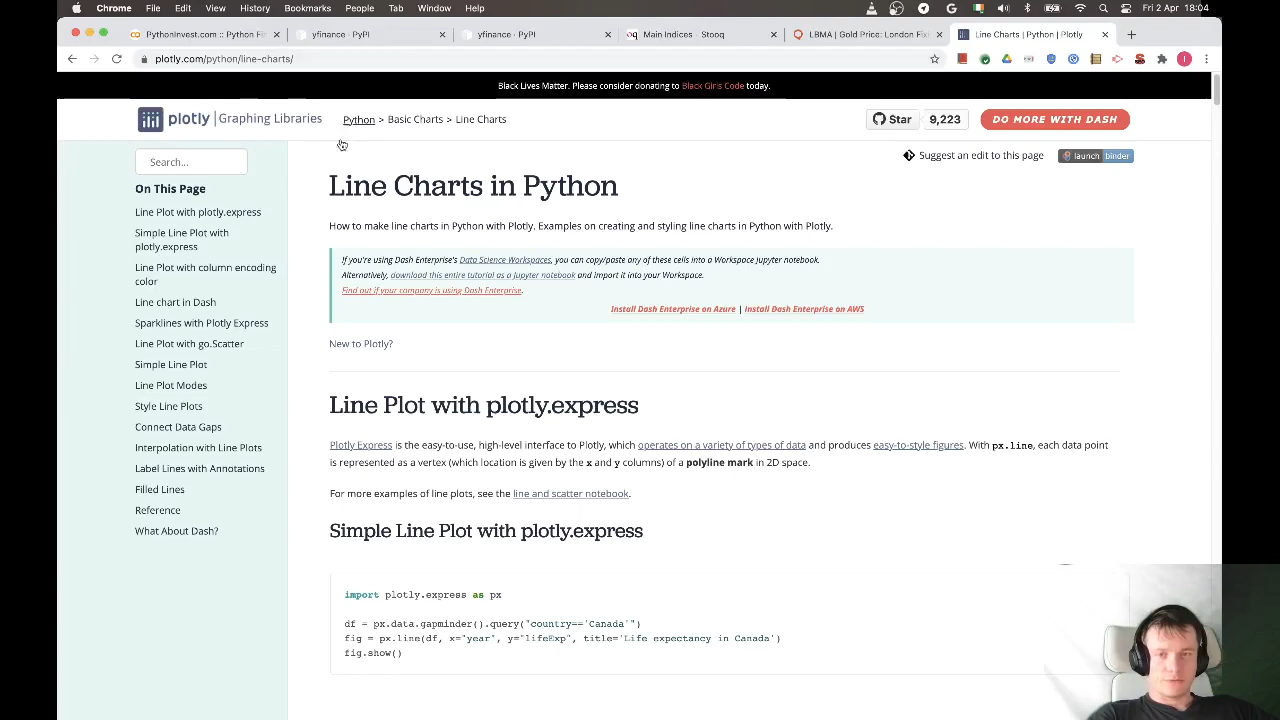 Chrome File Edit View History Bookmarks People Tab Window Help
Fri 2 Apr 18:04
PythonInvest.com :: Python Fin
yfinance · PyPI
yfinance · PyPI
Main Indices - Stooq
LBMA | Gold Price: London Fixi
Line Charts | Python | Plotly
plotly.com/python/line-charts/
Black Lives Matter. Please consider donating to Black Girls Code today.
plotly | Graphing Libraries
Python > Basic Charts > Line Charts
Star 9,223
DO MORE WITH DASH
Search...
Suggest an edit to this page
launch binder
On This Page
Line Plot with plotly.express
Simple Line Plot with
plotly.express
Line Plot with column encoding
color
Line chart in Dash
Sparklines with Plotly Express
Line Plot with go.Scatter
Simple Line Plot
Line Plot Modes
Style Line Plots
Connect Data Gaps
Interpolation with Line Plots
Label Lines with Annotations
Filled Lines
Reference
What About Dash?
Line Charts in Python
How to make line charts in Python with Plotly. Examples on creating and styling line charts in Python with Plotly.
If you're using Dash Enterprise's Data Science Workspaces, you can copy/paste any of these cells into a Workspace Jupyter notebook.
Alternatively, download this entire tutorial as a Jupyter notebook and import it into your Workspace.
Find out if your company is using Dash Enterprise.
Install Dash Enterprise on Azure | Install Dash Enterprise on AWS
New to Plotly?
Line Plot with plotly.express
Plotly Express is the easy-to-use, high-level interface to Plotly, which operates on a variety of types of data and produces easy-to-style figures. With px.line, each data point
is represented as a vertex (which location is given by the x and y columns) of a polyline mark in 2D space.
For more examples of line plots, see the line and scatter notebook.
Simple Line Plot with plotly.express
import plotly.express as px
df = px.data.gapminder().query("country=='Canada'")
fig = px.line(df, x="year", y="lifeExp", title='Life expectancy in Canada')
fig.show()